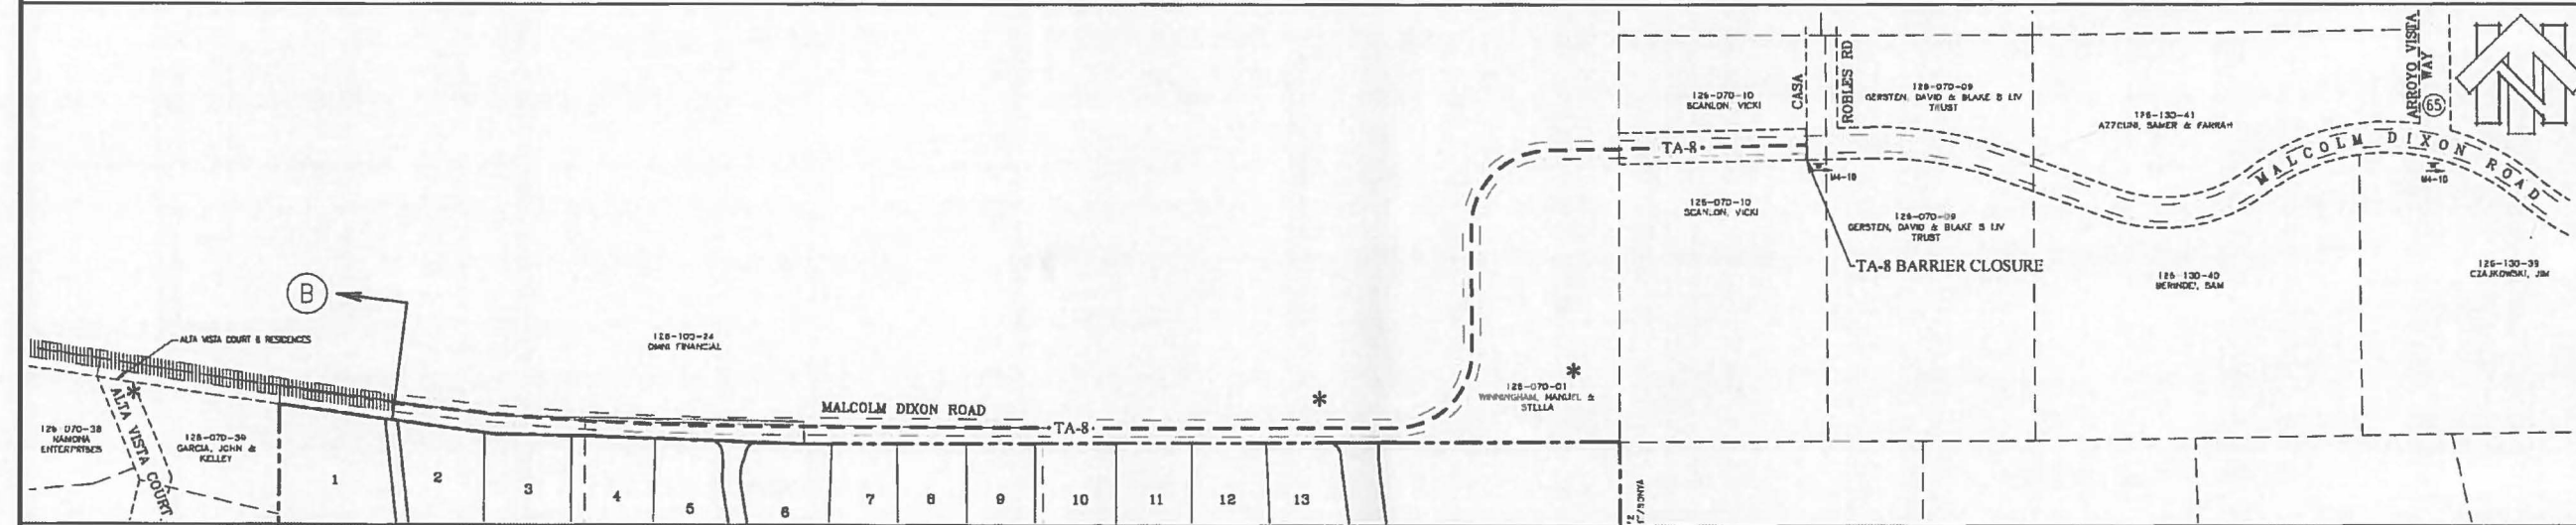 B
ALTA VISTA COURT & RESIDENCES
128-100-24
OMNI FINANCIAL
126-070-38
NAMONA
ENTERPRISES
ALTA VISTA COURT
*
126-070-39
GARCIA, JOHN &
KELLEY
MALCOLM DIXON ROAD
TA-8
*
*
126-070-01
WINNINGHAM, MANUEL &
STELLA
1
2
3
4
5
6
7
8
9
10
11
12
13
126-070-10
SCANLON, VICKI
CASA
ROBLES RD
126-070-09
GERSTEN, DAVID & BLAKE B LIV
TRUST
TA-8
M4-10
126-070-10
SCANLON, VICKI
126-070-09
GERSTEN, DAVID & BLAKE S LIV
TRUST
TA-8 BARRIER CLOSURE
126-130-41
AZZOUNI, SAMER & FARRAH
ARROYO VISTA
WAY
65
N
MALCOLM DIXON ROAD
M4-10
126-130-40
BERINDEI, SAM
126-130-39
CZAJKOWSKI, JIM